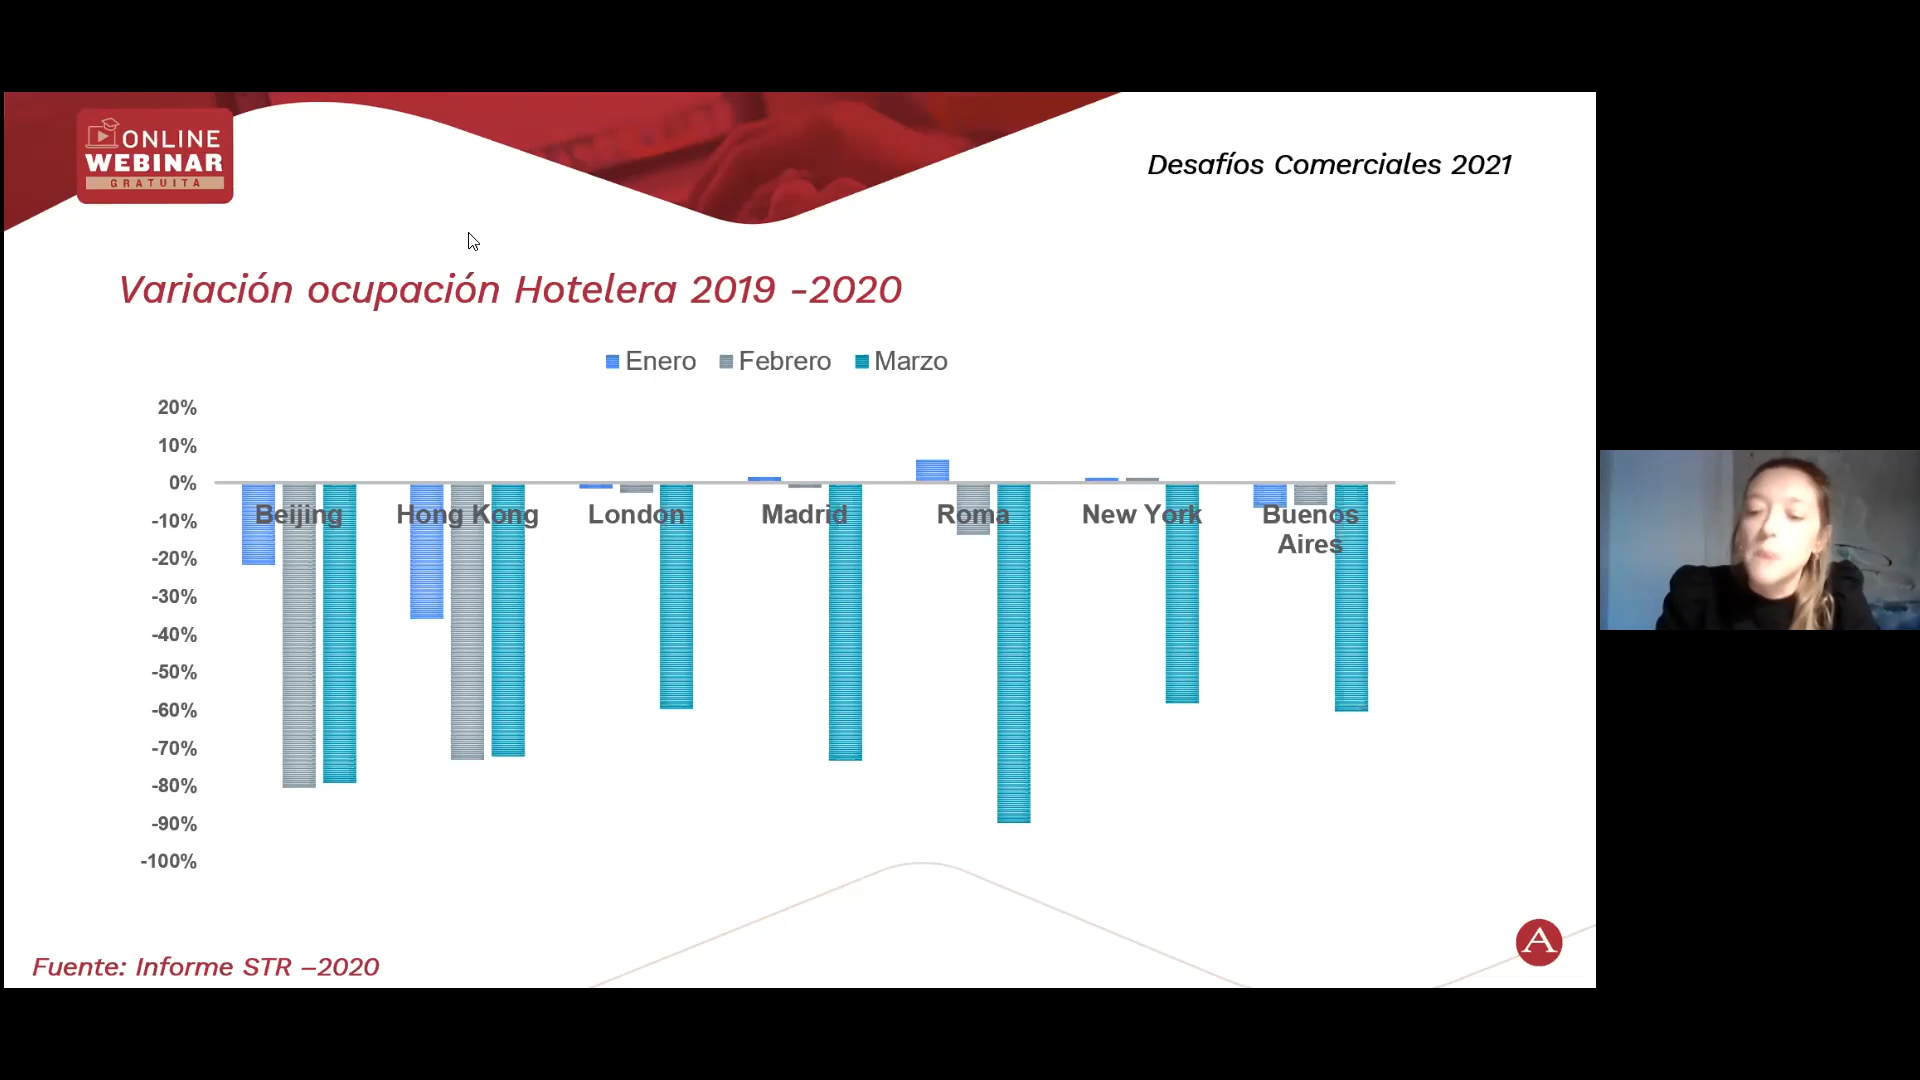 ONLINE
WEBINAR
GRATUITA
Desafíos Comerciales 2021
Variación ocupación Hotelera 2019 -2020
Enero Febrero Marzo
20%
10%
0%
-10%
-20%
-30%
-40%
-50%
-60%
-70%
-80%
-90%
-100%
Beijing Hong Kong London Madrid Roma New York Buenos
Aires
Fuente: Informe STR –2020
A